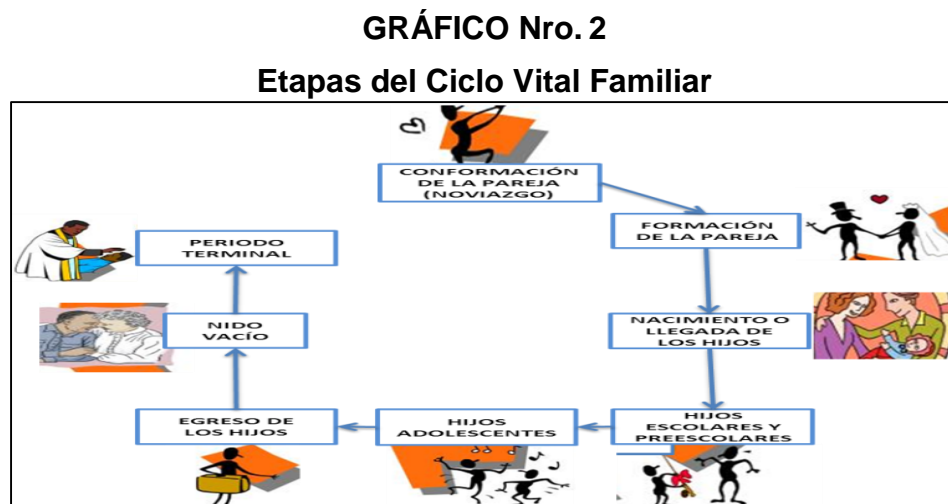 GRÁFICO Nro. 2
Etapas del Ciclo Vital Familiar
CONFORMACIÓN
DE LA PAREJA
(NOVIAZGO)
FORMACIÓN
DE LA PAREJA
NACIMIENTO O
LLEGADA DE
LOS HIJOS
HIJOS
ESCOLARES Y
PREESCOLARES
HIJOS
ADOLESCENTES
EGRESO DE
LOS HIJOS
NIDO
VACÍO
PERIODO
TERMINAL